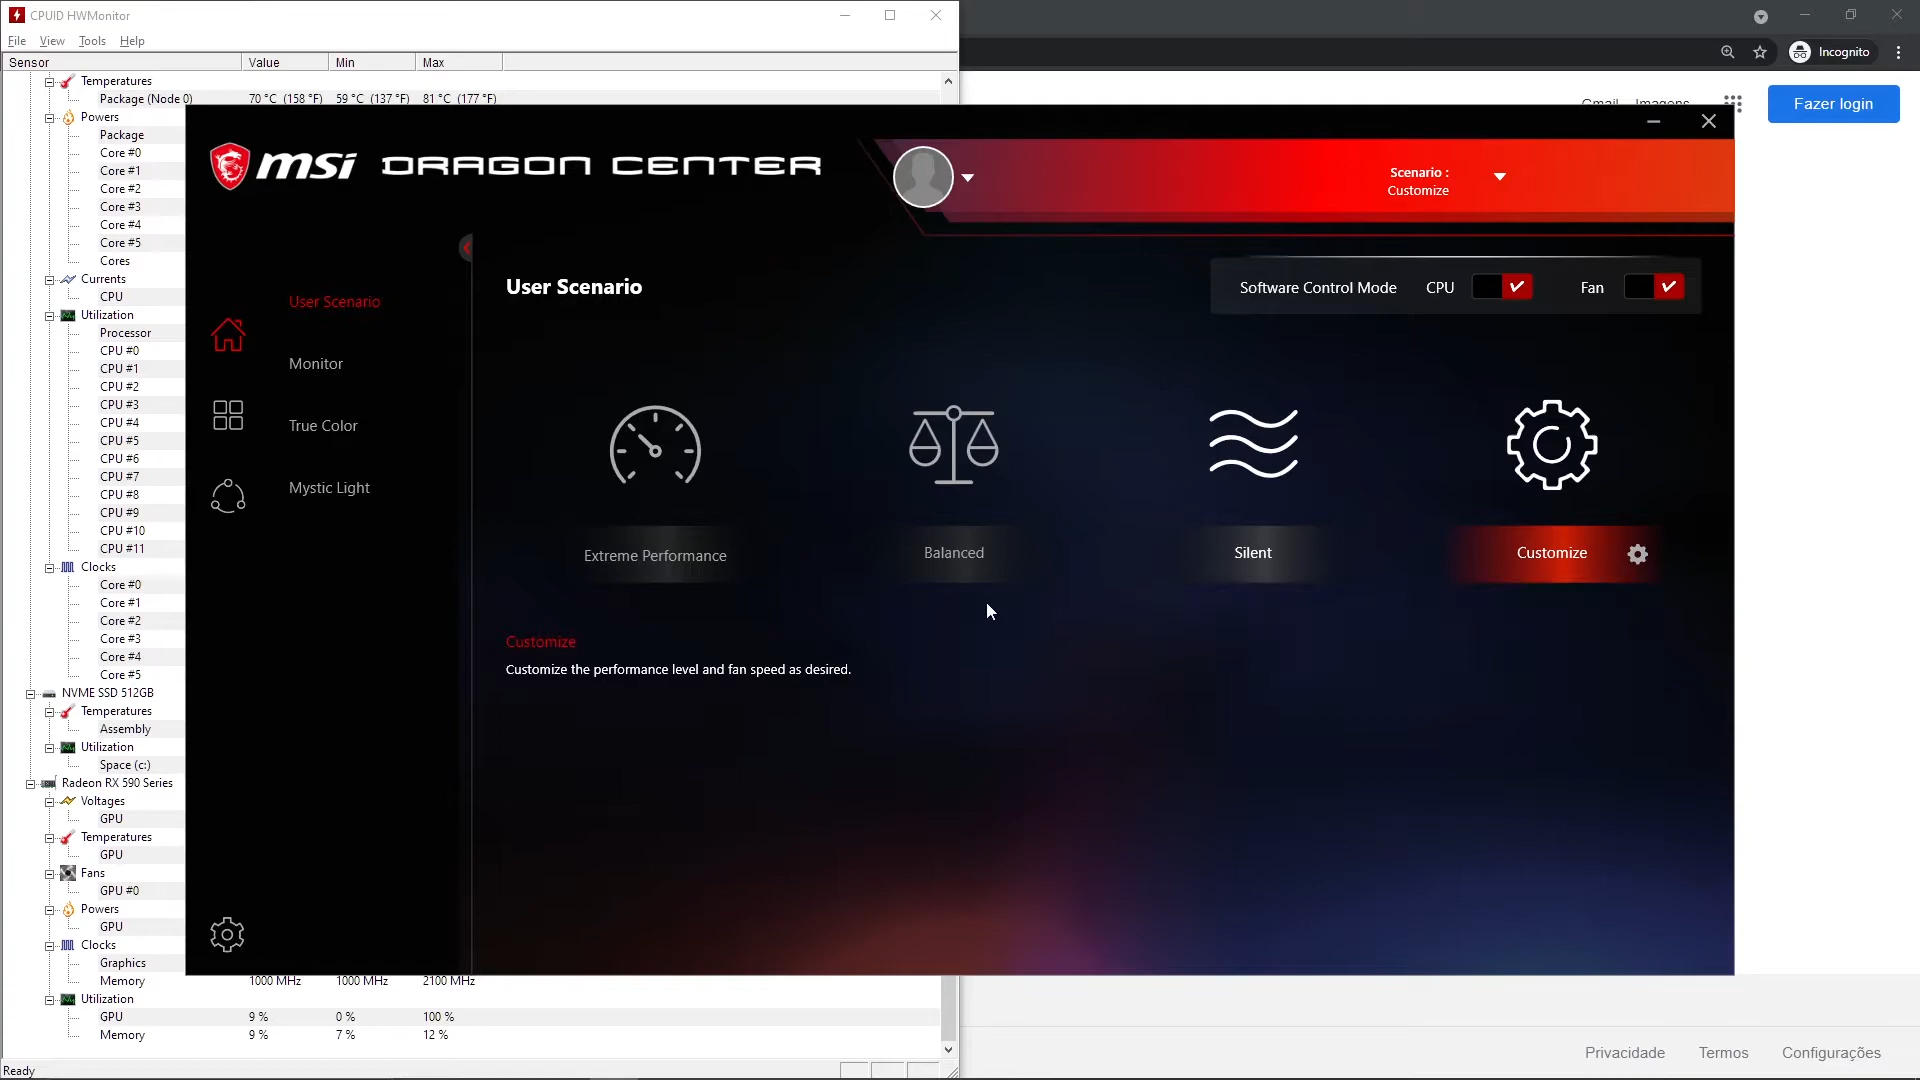 CPUID HWMonitor
File View Tools Help
Sensor Value Min Max
Temperatures
Package (Node 0) 70 °C (158 °F) 59 °C (137 °F) 81 °C (177 °F)
Powers
Package
Core #0
Core #1
Core #2
Core #3
Core #4
Core #5
Cores
Currents
CPU
Utilization
Processor
CPU #0
CPU #1
CPU #2
CPU #3
CPU #4
CPU #5
CPU #6
CPU #7
CPU #8
CPU #9
CPU #10
CPU #11
Clocks
Core #0
Core #1
Core #2
Core #3
Core #4
Core #5
NVME SSD 512GB
Temperatures
Assembly
Utilization
Space (c:)
Radeon RX 590 Series
Voltages
GPU
Temperatures
GPU
Fans
GPU #0
Powers
GPU
Clocks
Graphics
Memory 1000 MHz 1000 MHz 2100 MHz
Utilization
GPU 9 % 0 % 100 %
Memory 9 % 7 % 12 %
Ready
Incognito
Gmail Imagens
Fazer login
msi DRAGON CENTER
Scenario :
Customize
User Scenario
Monitor
True Color
Mystic Light
User Scenario
Software Control Mode CPU Fan
Extreme Performance
Balanced
Silent
Customize
Customize
Customize the performance level and fan speed as desired.
Privacidade Termos Configurações